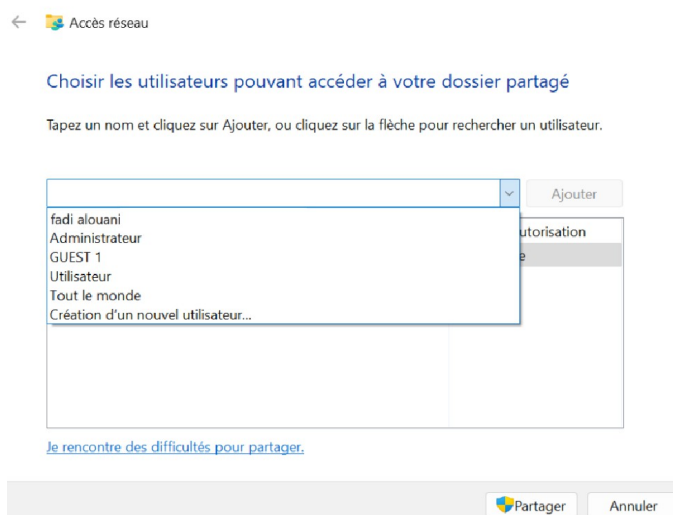 Accès réseau
Choisir les utilisateurs pouvant accéder à votre dossier partagé
Tapez un nom et cliquez sur Ajouter, ou cliquez sur la flèche pour rechercher un utilisateur.
Ajouter
fadi alouani
Administrateur
GUEST 1
Utilisateur
Tout le monde
Création d'un nouvel utilisateur...
utorisation
e
Je rencontre des difficultés pour partager.
Partager
Annuler